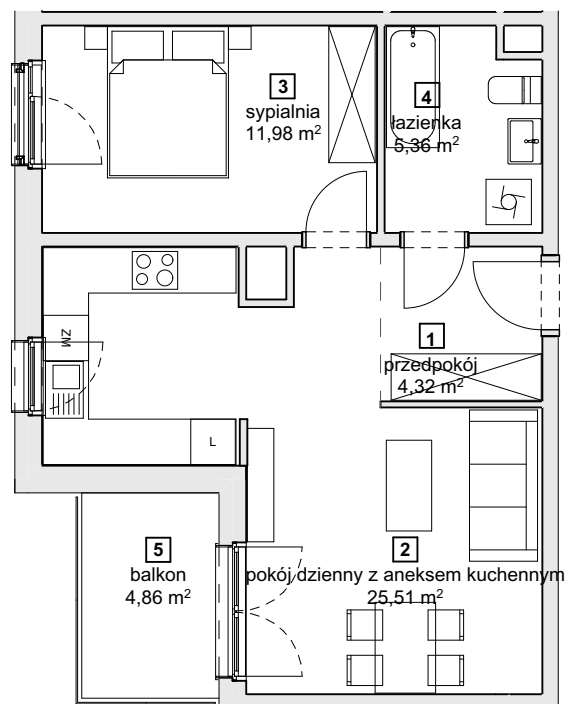 3
sypialnia
11,98 m²
4
łazienka
5,36 m²
ZM
1
przedpokój
4,32 m²
L
5
balkon
4,86 m²
2
pokój dzienny z aneksem kuchennym
25,51 m²